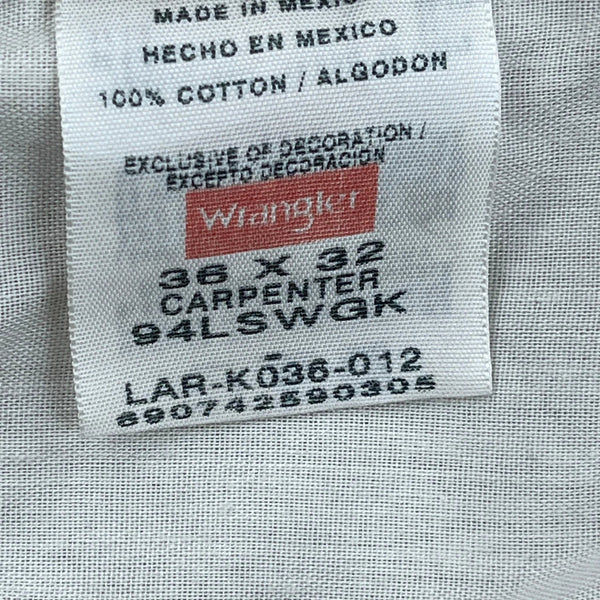 MADE IN MEXICO
HECHO EN MEXICO
100% COTTON / ALGODON
EXCLUSIVE OF DECORATION /
EXCEPTO DECORACION
Wrangler
36 X 32
CARPENTER
94LSWGK
LAR-K036-012
690742590305